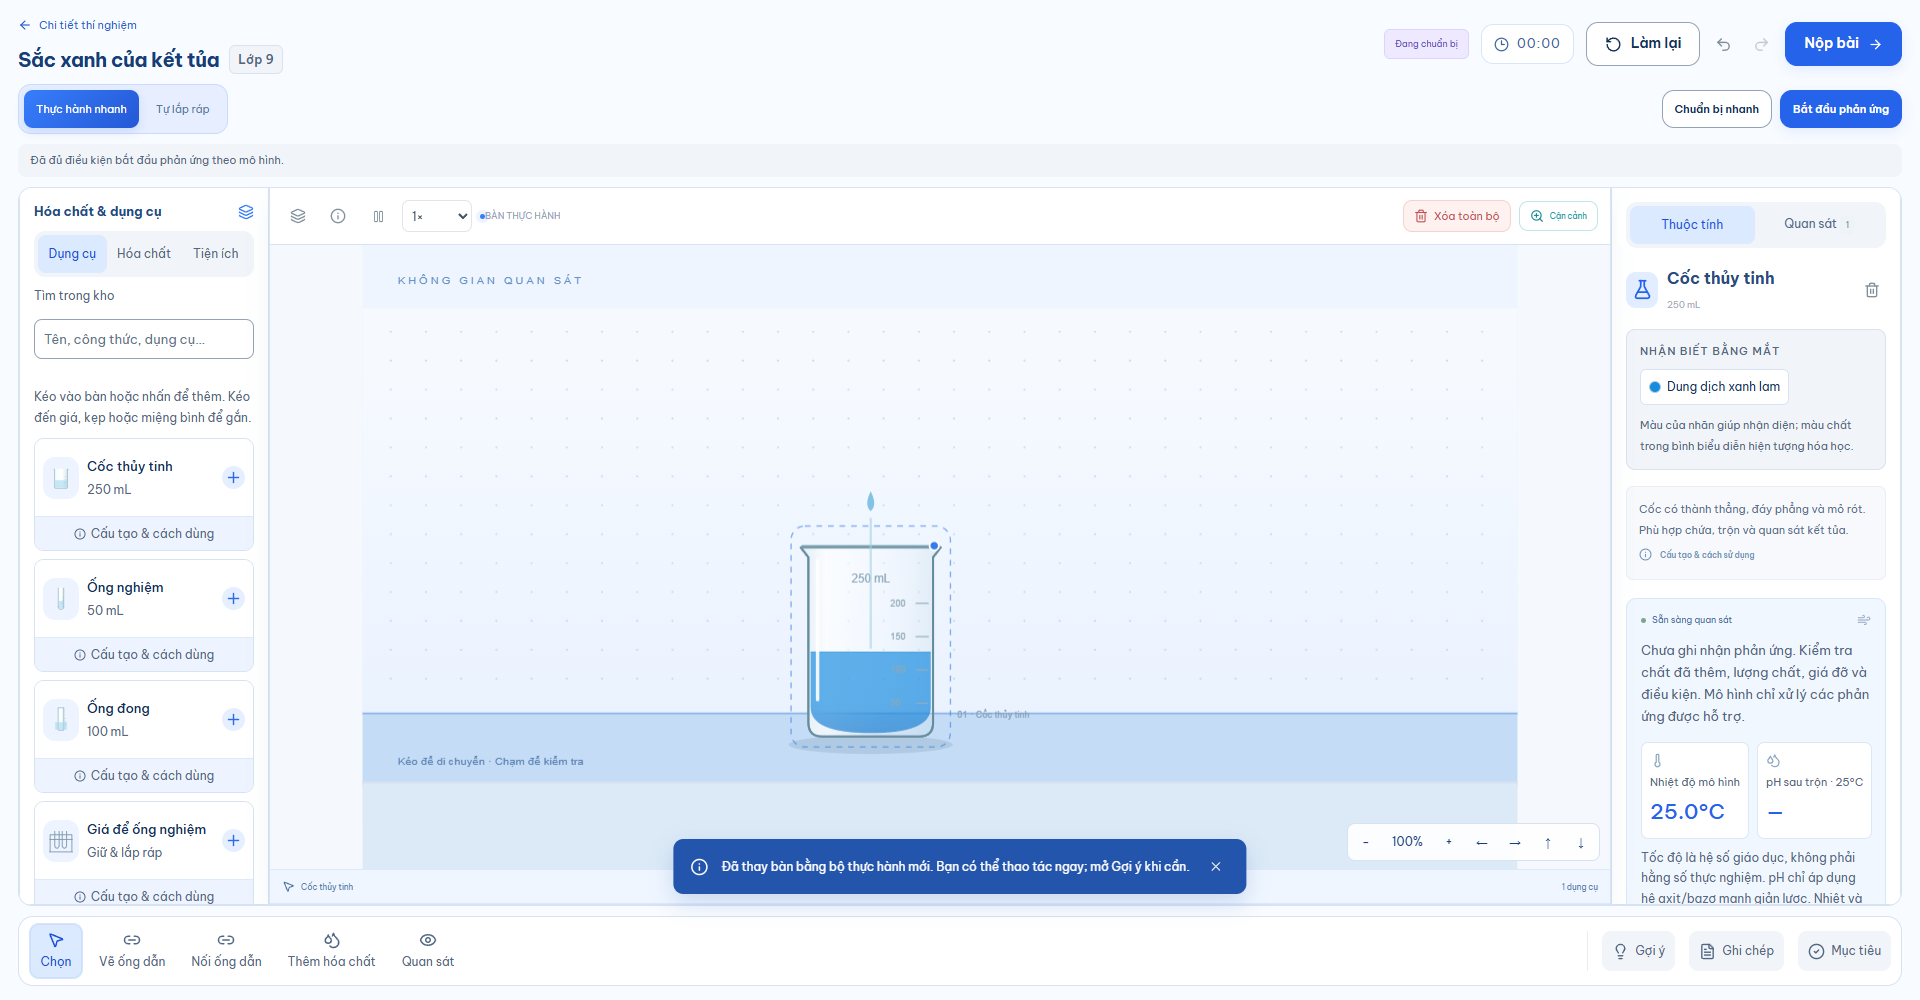 Chi tiết thí nghiệm
Sắc xanh của kết tủa
Lớp 9
Đang chuẩn bị
00:00
Làm lại
Nộp bài
Thực hành nhanh
Tự lắp ráp
Chuẩn bị nhanh
Bắt đầu phản ứng
Đã đủ điều kiện bắt đầu phản ứng theo mô hình.
Hóa chất & dụng cụ
Dụng cụ
Hóa chất
Tiện ích
Tìm trong kho
Tên, công thức, dụng cụ...
Kéo vào bàn hoặc nhấn để thêm. Kéo
đến giá, kẹp hoặc miệng bình để gắn.
Cốc thủy tinh
250 mL
Cấu tạo & cách dùng
Ống nghiệm
50 mL
Cấu tạo & cách dùng
Ống đong
100 mL
Cấu tạo & cách dùng
Giá để ống nghiệm
Giữ & lắp ráp
Cấu tạo & cách dùng
1×
BÀN THỰC HÀNH
Xóa toàn bộ
Cận cảnh
KHÔNG GIAN QUAN SÁT
250 mL
200
150
01 · Cốc thủy tinh
Kéo để di chuyển · Chạm để kiểm tra
100%
Đã thay bàn bằng bộ thực hành mới. Bạn có thể thao tác ngay; mở Gợi ý khi cần.
Cốc thủy tinh
1 dụng cụ
Thuộc tính
Quan sát 1
Cốc thủy tinh
250 mL
NHẬN BIẾT BẰNG MẮT
Dung dịch xanh lam
Màu của nhãn giúp nhận diện; màu chất
trong bình biểu diễn hiện tượng hóa học.
Cốc có thành thẳng, đáy phẳng và mỏ rót.
Phù hợp chứa, trộn và quan sát kết tủa.
Cấu tạo & cách sử dụng
Sẵn sàng quan sát
Chưa ghi nhận phản ứng. Kiểm tra
chất đã thêm, lượng chất, giá đỡ và
điều kiện. Mô hình chỉ xử lý các phản
ứng được hỗ trợ.
Nhiệt độ mô hình
25.0°C
pH sau trộn · 25°C
—
Tốc độ là hệ số giáo dục, không phải
hằng số thực nghiệm. pH chỉ áp dụng
hệ axit/bazơ mạnh giản lược. Nhiệt và
Chọn
Vẽ ống dẫn
Nối ống dẫn
Thêm hóa chất
Quan sát
Gợi ý
Ghi chép
Mục tiêu